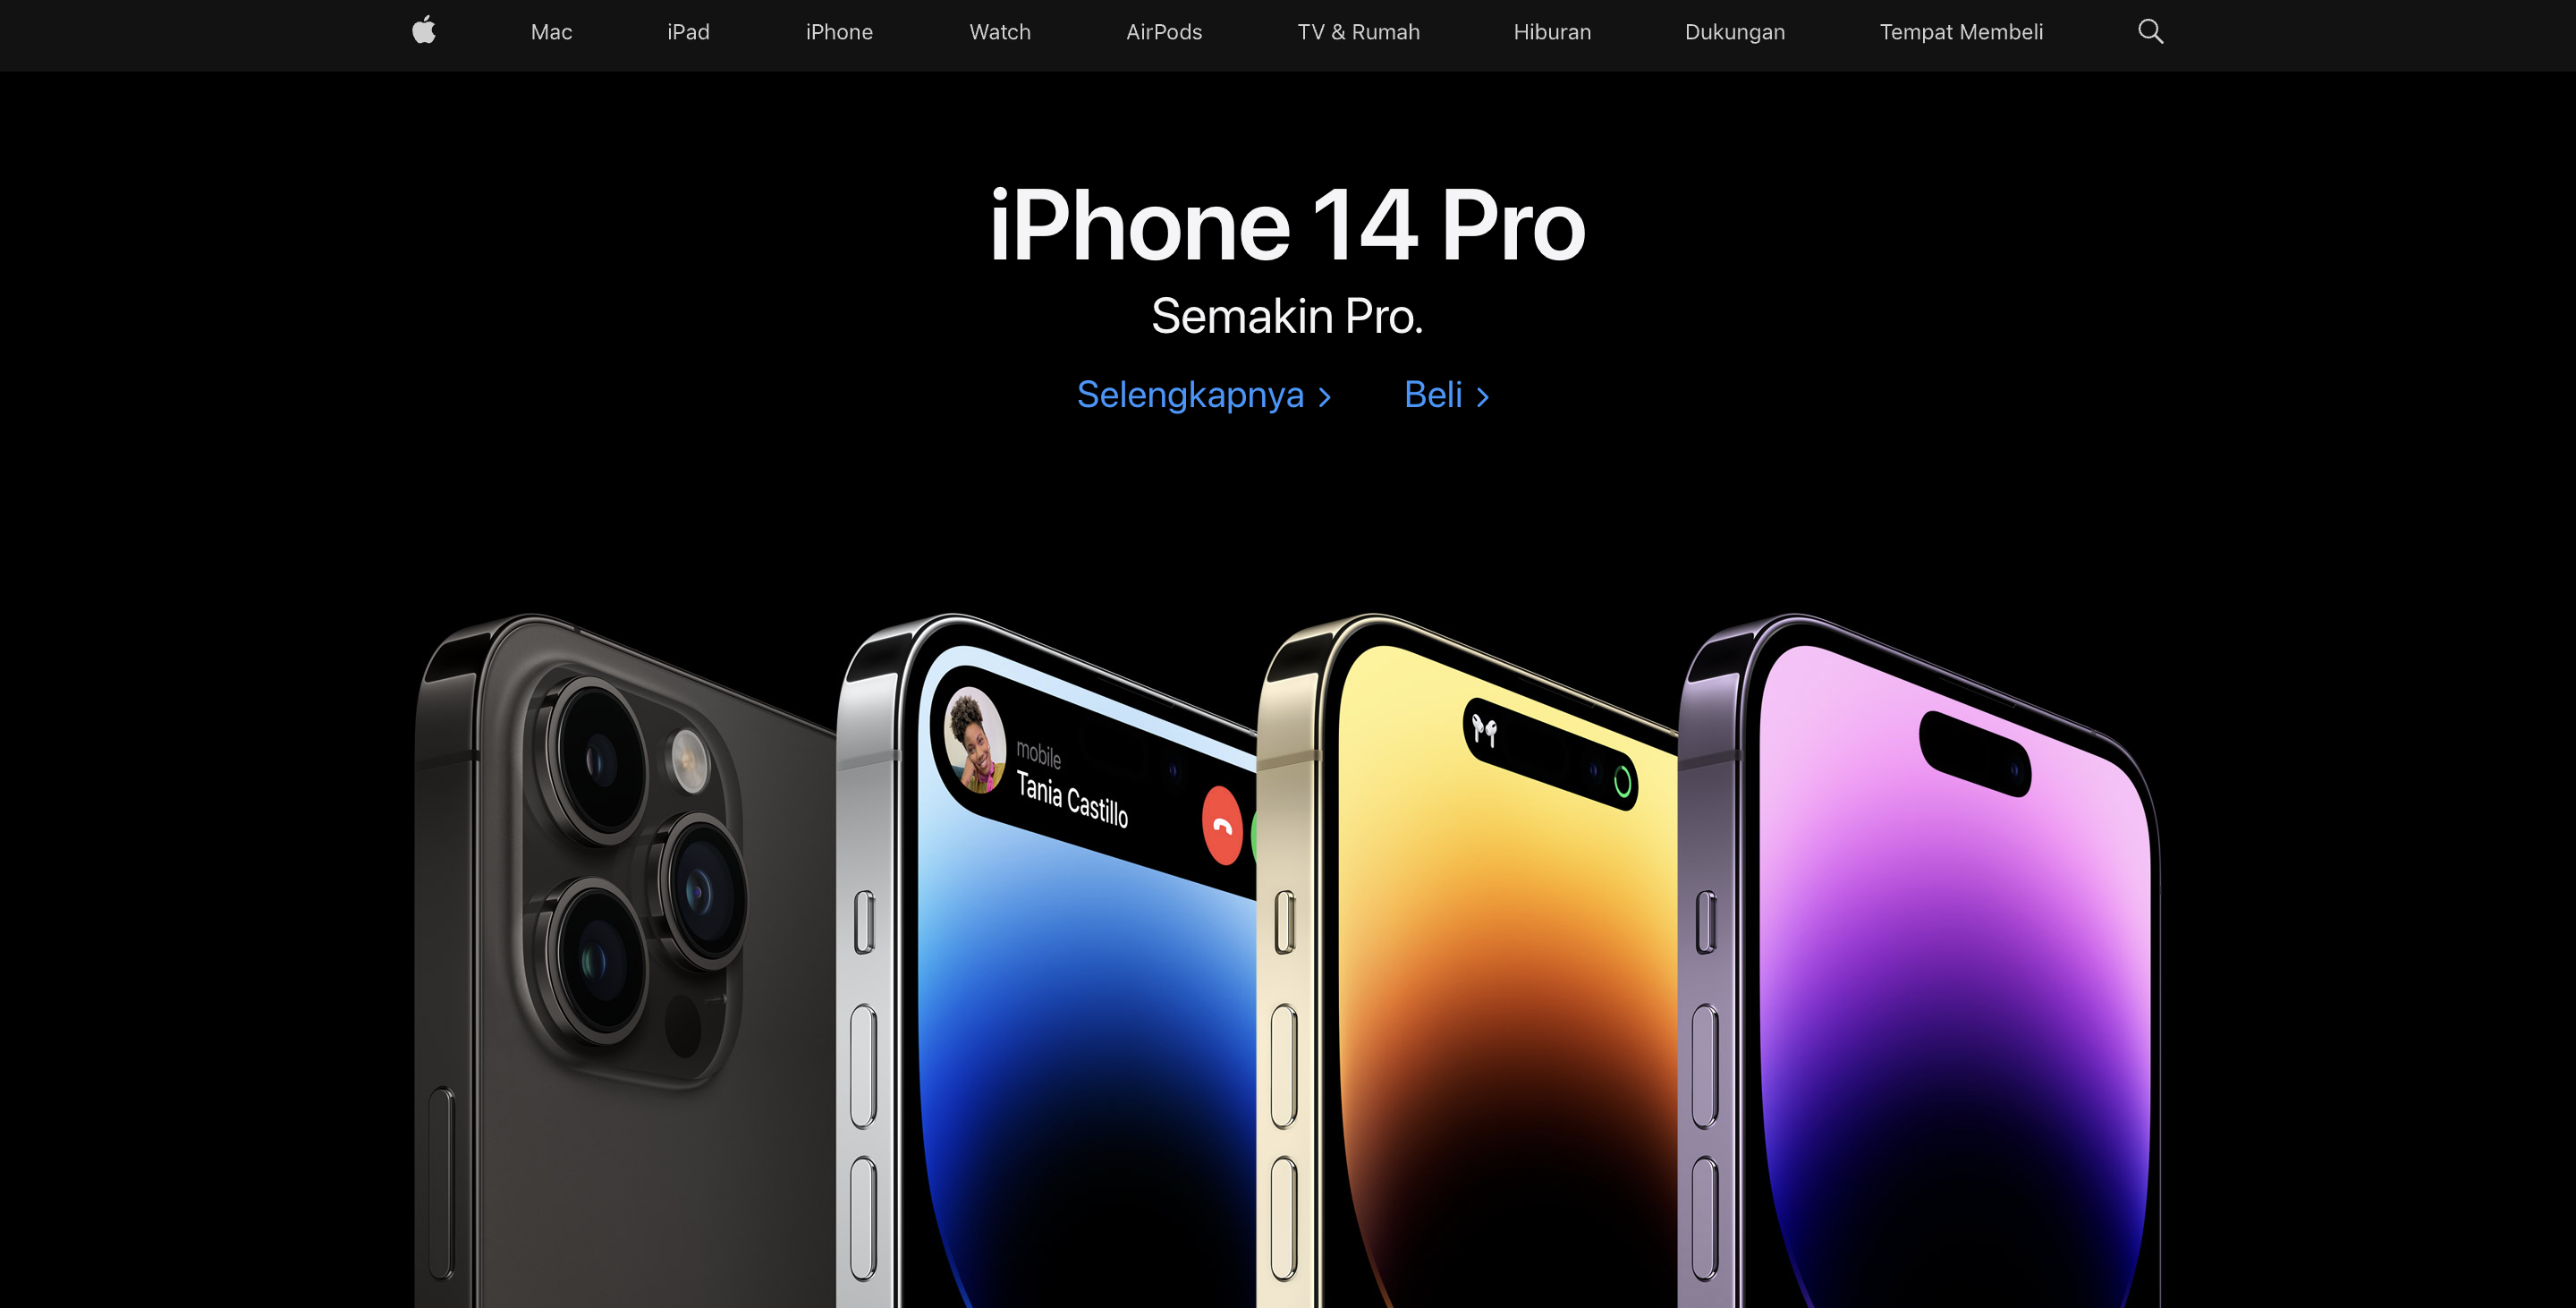 Mac iPad iPhone Watch AirPods TV & Rumah Hiburan Dukungan Tempat Membeli
iPhone 14 Pro
Semakin Pro.
Selengkapnya > Beli >
mobile
Tania Castillo